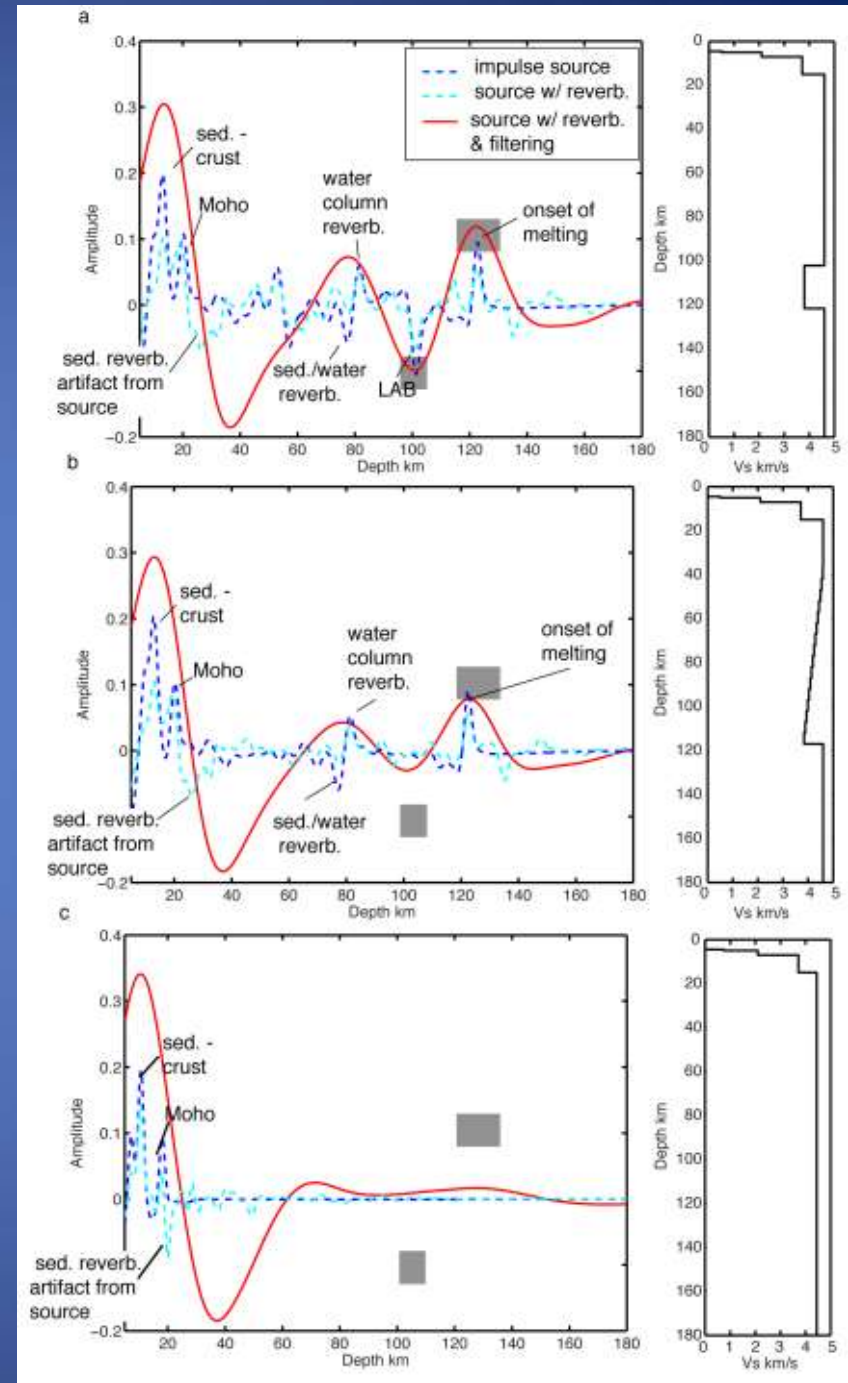 a
0.4
0.3
0.2
0.1
0
−0.2
Amplitude
impulse source
source w/ reverb.
source w/ reverb.
& filtering
sed. -
crust
Moho
water
column
reverb.
onset of
melting
sed. reverb.
artifact from
source
sed./water
reverb.
LAB
20 40 60 80 100 120 140 160 180
Depth km
0
20
40
60
80
100
120
140
160
180
Depth km
0 1 2 3 4 5
Vs km/s
b
0.4
0.3
0.2
0.1
0
−0.2
Amplitude
sed. -
crust
Moho
water
column
reverb.
onset of
melting
sed. reverb.
artifact from
source
sed./water
reverb.
20 40 60 80 100 120 140 160 180
Depth km
0
20
40
60
80
100
120
140
160
180
Depth km
0 1 2 3 4 5
Vs km/s
c
0.4
0.3
0.2
0.1
0
−0.2
Amplitude
sed. -
crust
Moho
sed. reverb.
artifact from
source
20 40 60 80 100 120 140 160 180
Depth km
0
20
40
60
80
100
120
140
160
180
Depth km
0 1 2 3 4 5
Vs km/s